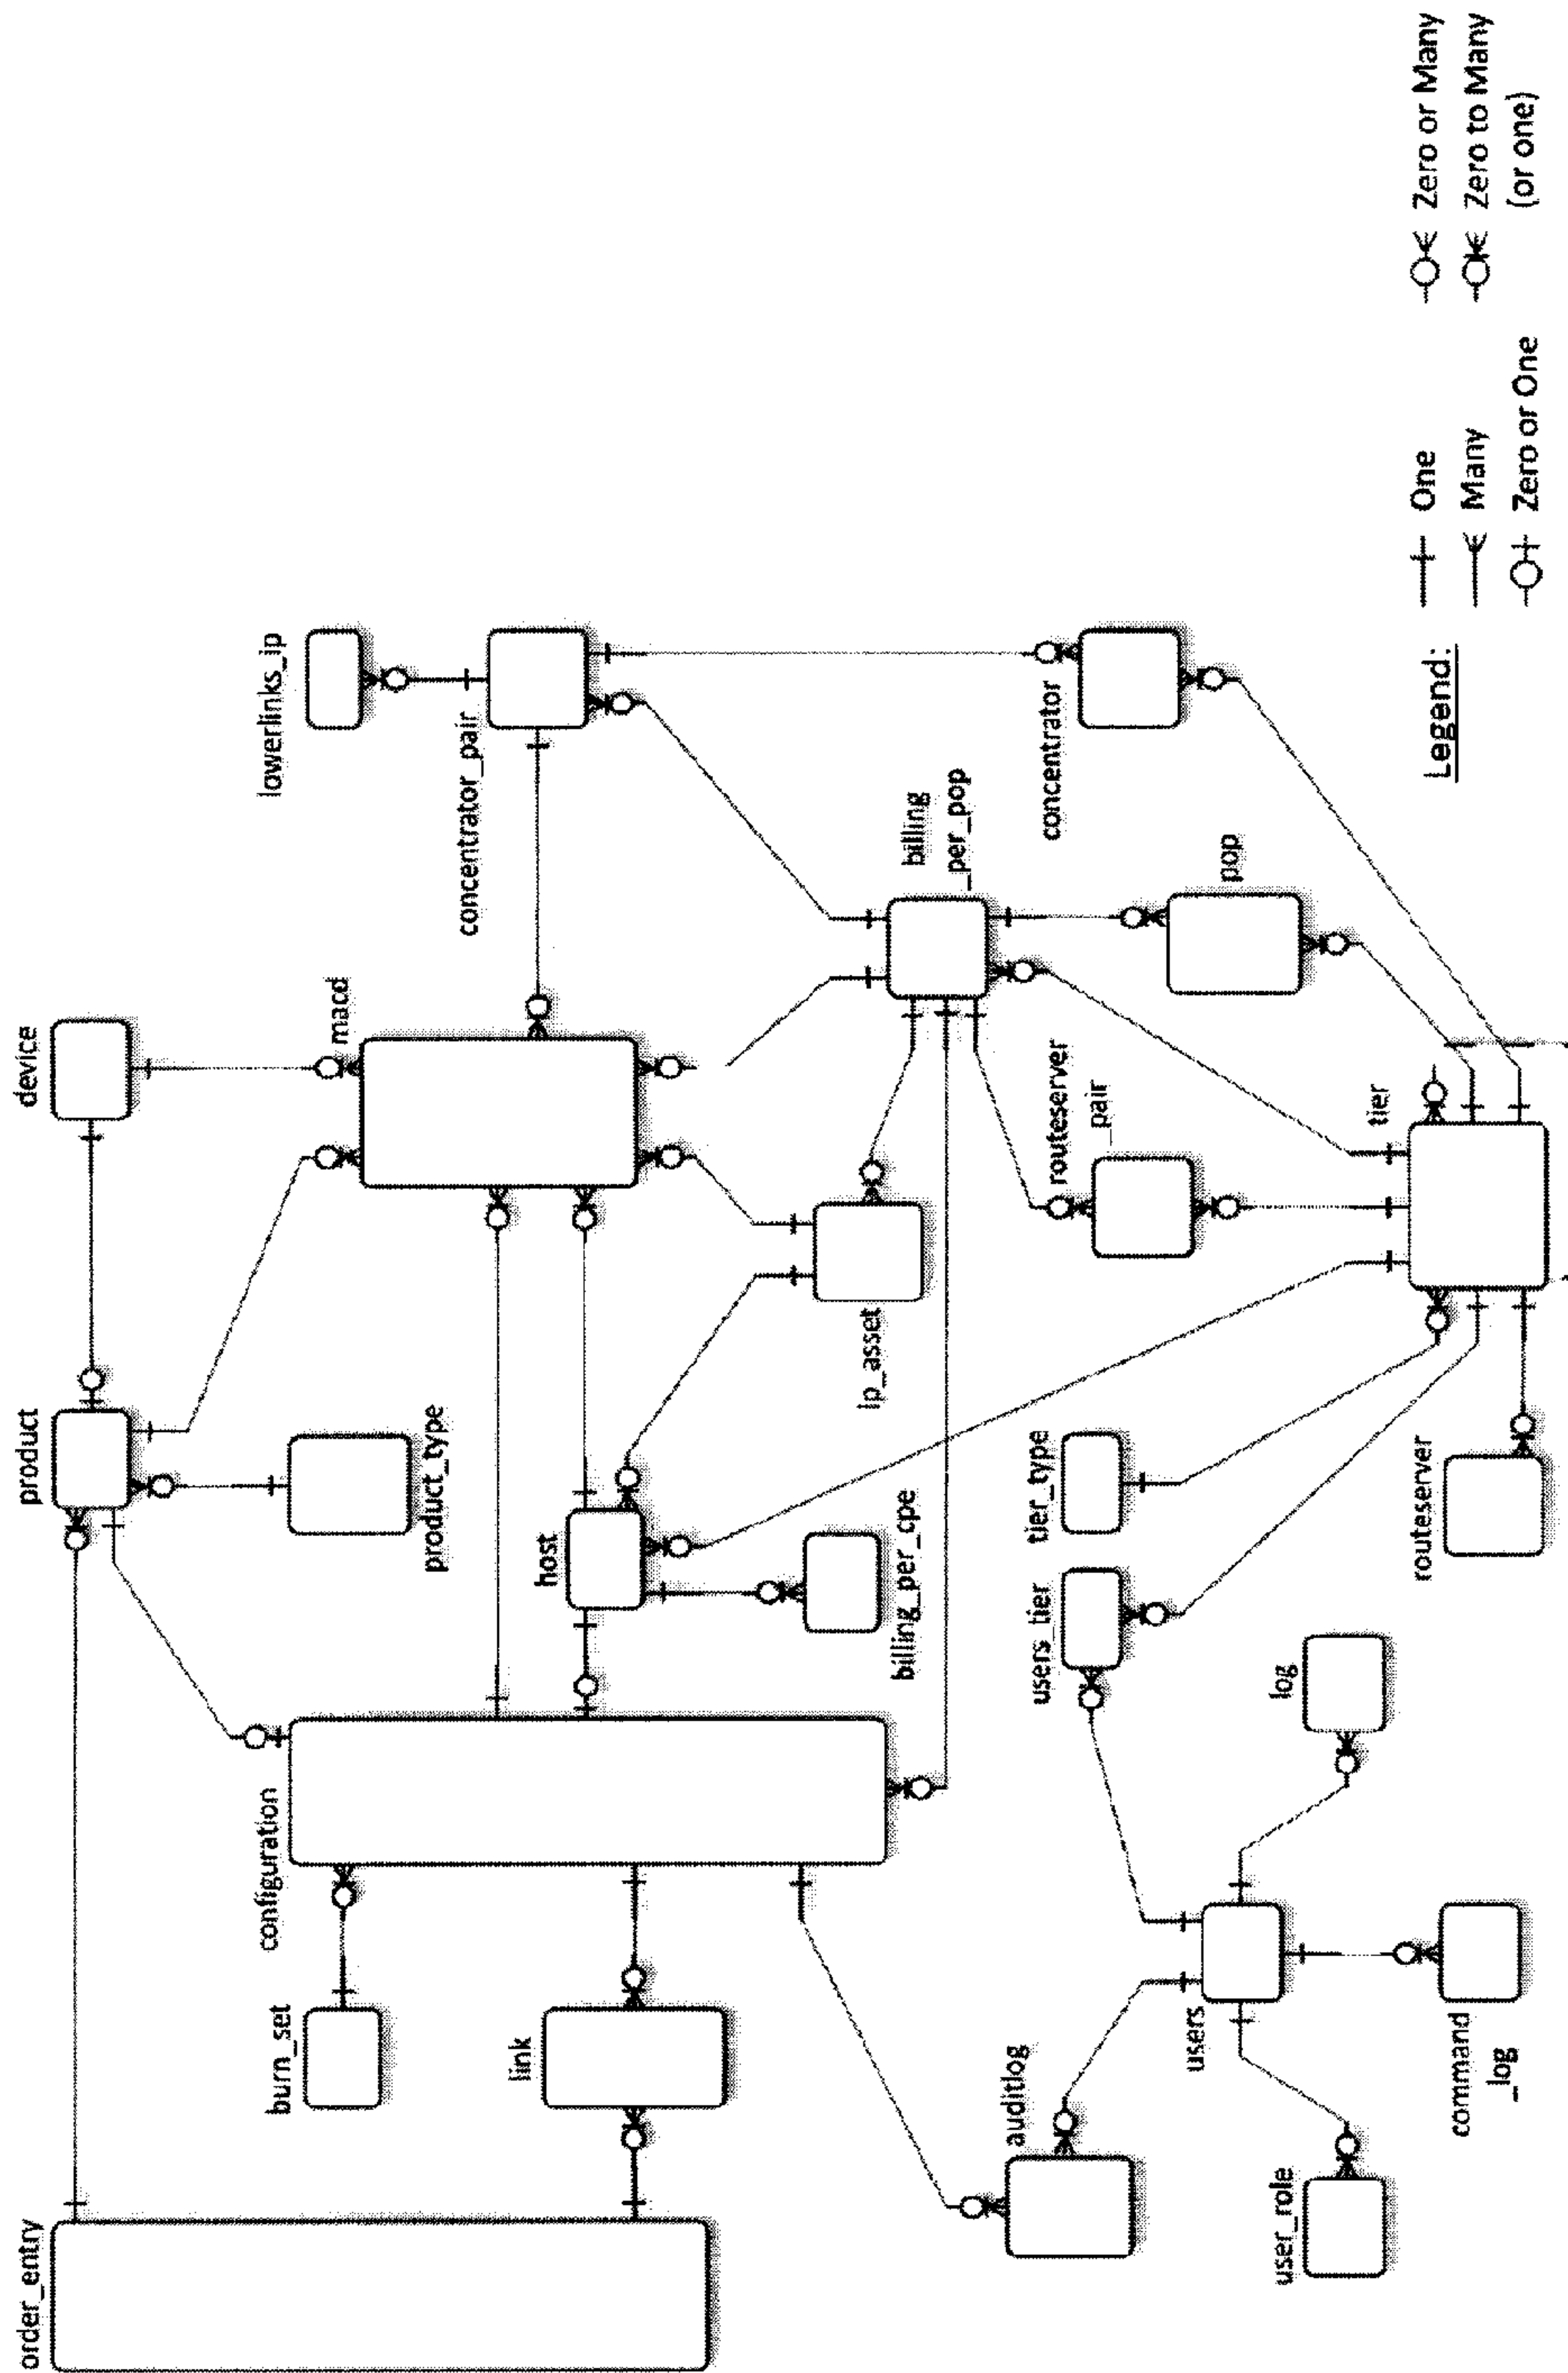 order_entry
product
device
burn_set
configuration
product_type
macd
lowerlinks_ip
concentrator_pair
link
host
billing_per_cpe
ip_asset
billing
_per_pop
auditlog
users_tier
tier_type
routeserver
_pair
pop
concentrator
user_role
users
log
command
_log
routeserver
tier
Legend:
One
Many
Zero or One
Zero or Many
Zero to Many
(or one)